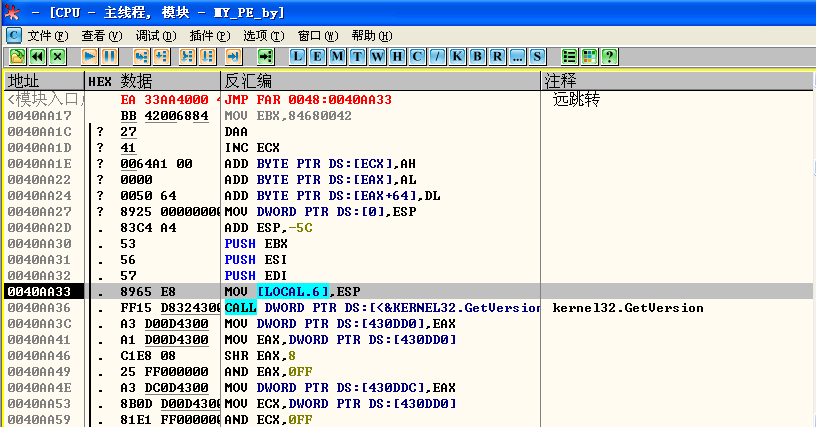 - [CPU - 主线程, 模块 - MY_PE_by]
C 文件(F) 查看(V) 调试(D) 插件(P) 选项(T) 窗口(W) 帮助(H)
L E M T W H C / K B R ... S ?
地址 HEX 数据 反汇编 注释
<模块入口 EA 33AA4000 4 JMP FAR 0048:0040AA33 远跳转
0040AA17 BB 42006884 MOV EBX,84680042
0040AA1C ? 27 DAA
0040AA1D ? 41 INC ECX
0040AA1E ? 0064A1 00 ADD BYTE PTR DS:[ECX],AH
0040AA22 ? 0000 ADD BYTE PTR DS:[EAX],AL
0040AA24 ? 0050 64 ADD BYTE PTR DS:[EAX+64],DL
0040AA27 ? 8925 00000000 MOV DWORD PTR DS:[0],ESP
0040AA2D . 83C4 A4 ADD ESP,-5C
0040AA30 . 53 PUSH EBX
0040AA31 . 56 PUSH ESI
0040AA32 . 57 PUSH EDI
0040AA33 . 8965 E8 MOV [LOCAL.6],ESP
0040AA36 . FF15 D8324300 CALL DWORD PTR DS:[<&KERNEL32.GetVersion kernel32.GetVersion
0040AA3C . A3 D00D4300 MOV DWORD PTR DS:[430DD0],EAX
0040AA41 . A1 D00D4300 MOV EAX,DWORD PTR DS:[430DD0]
0040AA46 . C1E8 08 SHR EAX,8
0040AA49 . 25 FF000000 AND EAX,0FF
0040AA4E . A3 DC0D4300 MOV DWORD PTR DS:[430DDC],EAX
0040AA53 . 8B0D D00D4300 MOV ECX,DWORD PTR DS:[430DD0]
0040AA59 . 81E1 FF000000 AND ECX,0FF